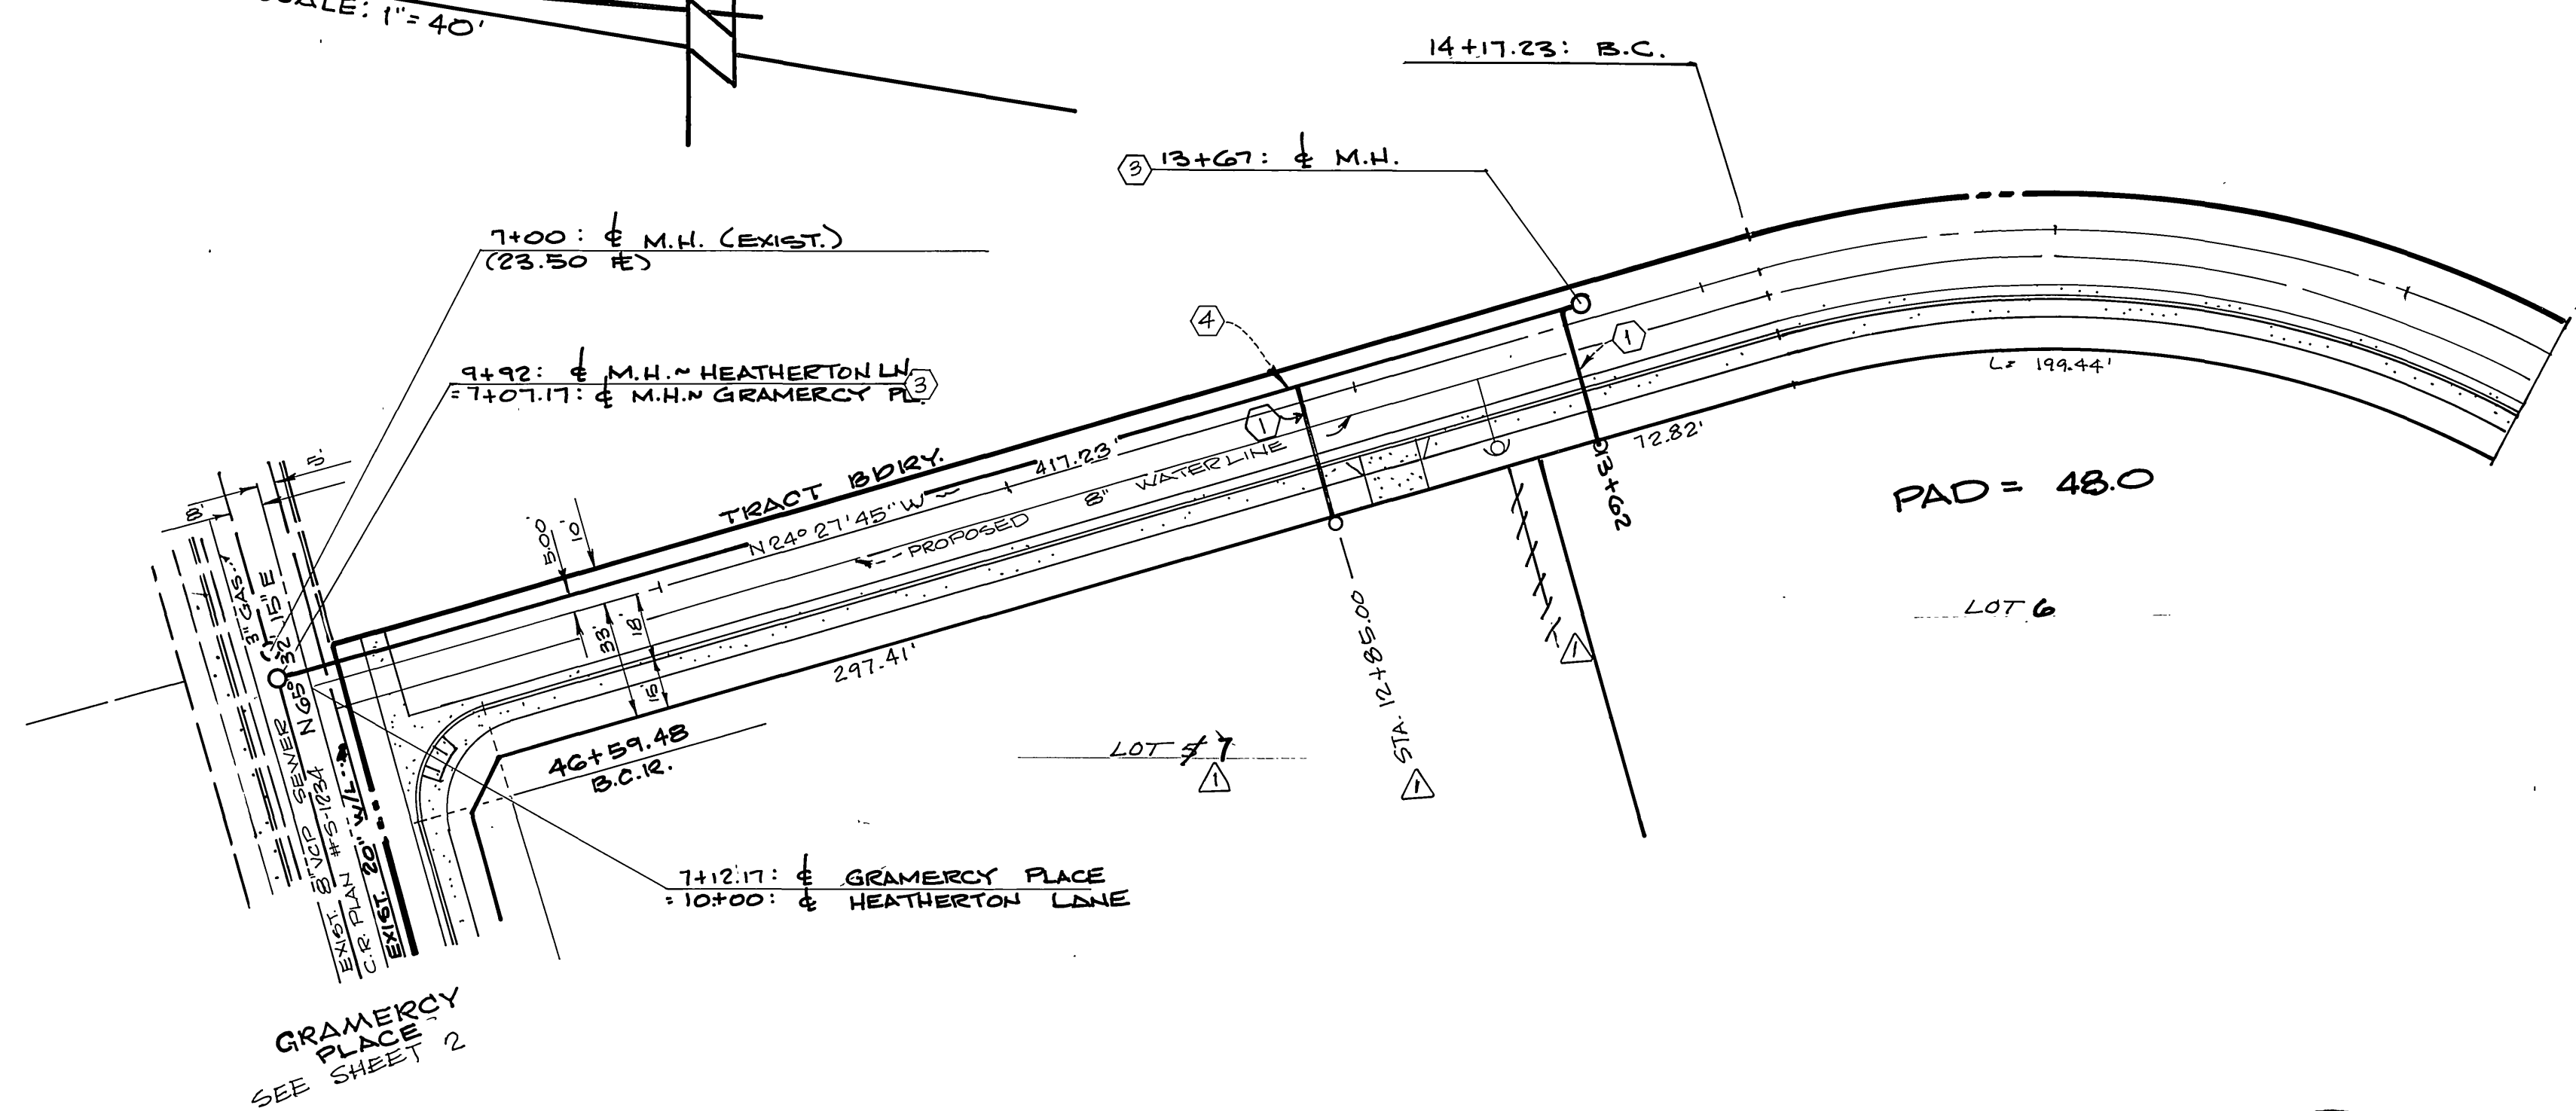 SCALE: 1"= 40'
14+17.23: B.C.
3 13+67: ℄ M.H.
7+00: ℄ M.H. (EXIST.)
(23.50 ±)
9+92: ℄ M.H. ~ HEATHERTON LN.
= 7+07.17: ℄ M.H. ~ GRAMERCY PL.
3
4
1
1
L= 199.44'
72.82'
13+62
PAD = 48.0
LOT 6
TRACT BDRY.
417.23'
N 24° 27' 45" W
PROPOSED 8" WATER LINE
5'
8'
5.00'
10'
33'
18'
15'
297.41'
46+59.48
B.C.R.
LOT 7
1
STA. 12+85.00
1
1
3" GAS
N 65° 32' 15" E
EXIST. 8" VCP SEWER
C.R. PLAN # S-1234
EXIST. 20" W/L
7+12.17: ℄ GRAMERCY PLACE
= 10+00: ℄ HEATHERTON LANE
GRAMERCY
PLACE
SEE SHEET 2